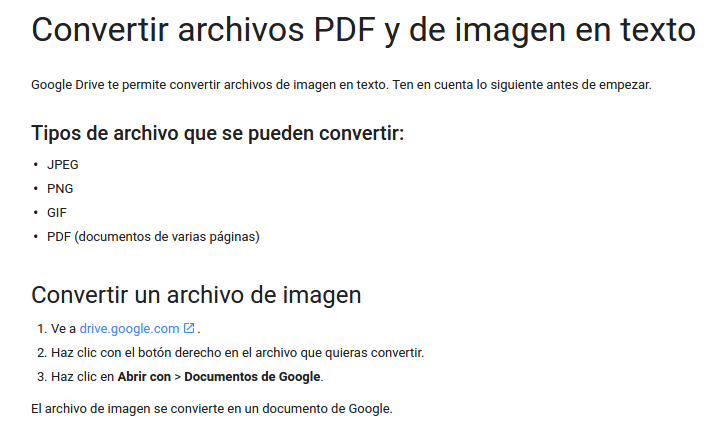 Convertir archivos PDF y de imagen en texto
Google Drive te permite convertir archivos de imagen en texto. Ten en cuenta lo siguiente antes de empezar.
Tipos de archivo que se pueden convertir:
• JPEG
• PNG
• GIF
• PDF (documentos de varias páginas)
Convertir un archivo de imagen
1. Ve a drive.google.com .
2. Haz clic con el botón derecho en el archivo que quieras convertir.
3. Haz clic en Abrir con > Documentos de Google.
El archivo de imagen se convierte en un documento de Google.